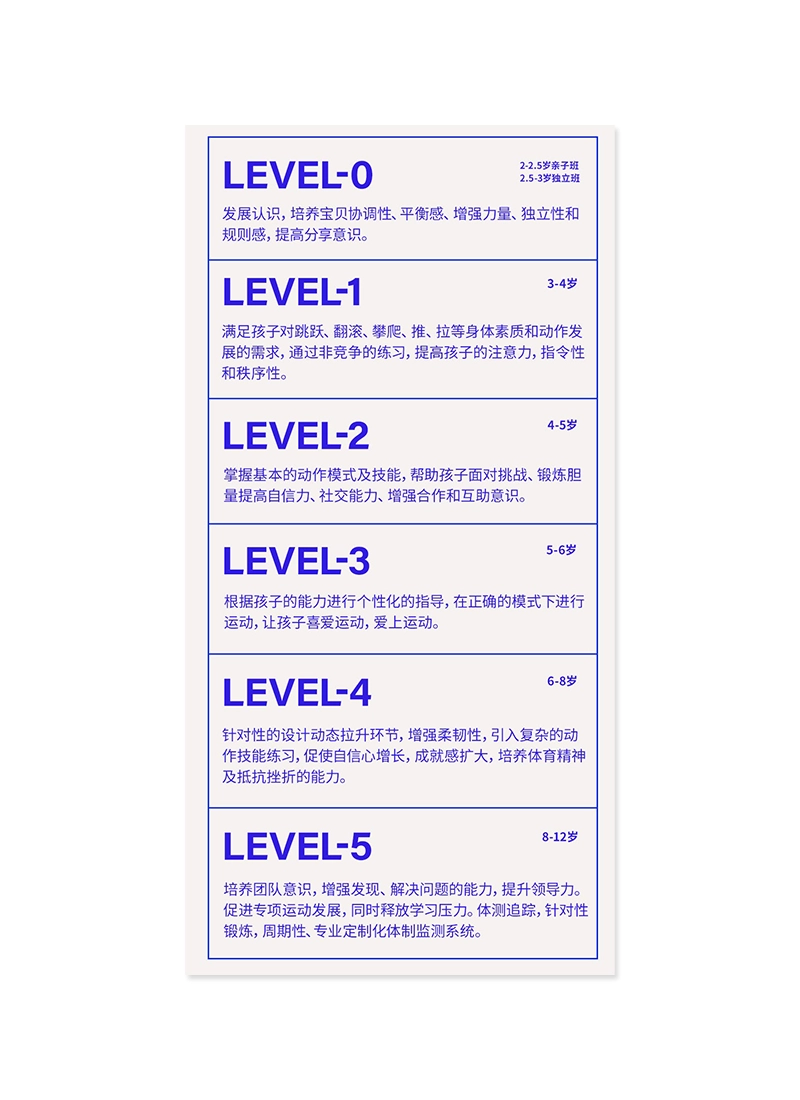 LEVEL-0
2-2.5岁亲子班
2.5-3岁独立班
发展认识，培养宝贝协调性、平衡感、增强力量、独立性和
规则感，提高分享意识。
LEVEL-1
3-4岁
满足孩子对跳跃、翻滚、攀爬、推、拉等身体素质和动作发
展的需求，通过非竞争的练习，提高孩子的注意力，指令性
和秩序性。
LEVEL-2
4-5岁
掌握基本的动作模式及技能，帮助孩子面对挑战、锻炼胆
量提高自信力、社交能力、增强合作和互助意识。
LEVEL-3
5-6岁
根据孩子的能力进行个性化的指导，在正确的模式下进行
运动，让孩子喜爱运动，爱上运动。
LEVEL-4
6-8岁
针对性的设计动态拉升环节，增强柔韧性，引入复杂的动
作技能练习，促使自信心增长，成就感扩大，培养体育精神
及抵抗挫折的能力。
LEVEL-5
8-12岁
培养团队意识，增强发现、解决问题的能力，提升领导力。
促进专项运动发展，同时释放学习压力。体测追踪，针对性
锻炼，周期性、专业定制化体制监测系统。